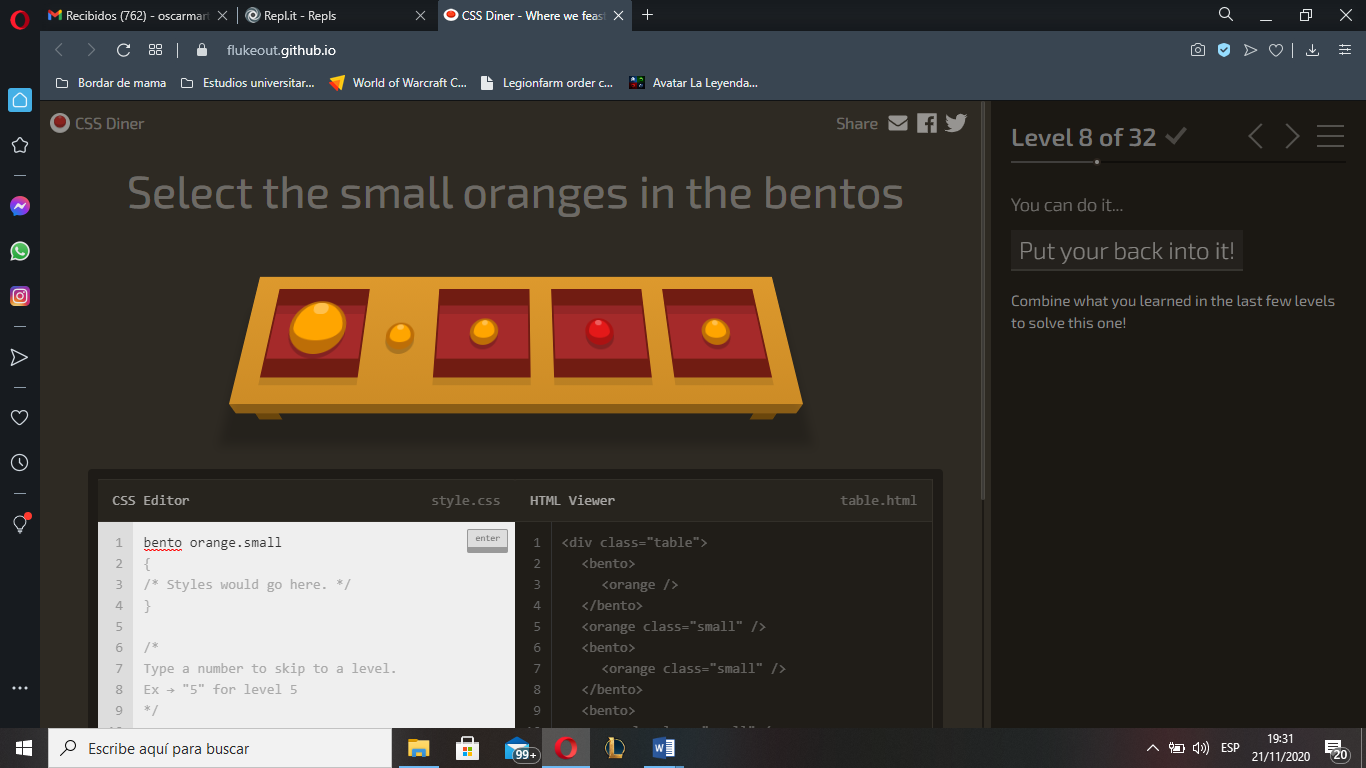 Recibidos (762) - oscarmar
Repl.it - Repls
CSS Diner - Where we feas
flukeout.github.io
Bordar de mama
Estudios universitar...
World of Warcraft C...
Legionfarm order c...
Avatar La Leyenda...
CSS Diner
Share
Select the small oranges in the bentos
CSS Editor
style.css
1 bento orange.small
enter
2 {
3 /* Styles would go here. */
4 }
5
6 /*
7 Type a number to skip to a level.
8 Ex → "5" for level 5
9 */
HTML Viewer
table.html
1 <div class="table">
2 <bento>
3 <orange />
4 </bento>
5 <orange class="small" />
6 <bento>
7 <orange class="small" />
8 </bento>
9 <bento>
Level 8 of 32
You can do it...
Put your back into it!
Combine what you learned in the last few levels
to solve this one!
Escribe aquí para buscar
99+
W
ESP
19:31
21/11/2020
20